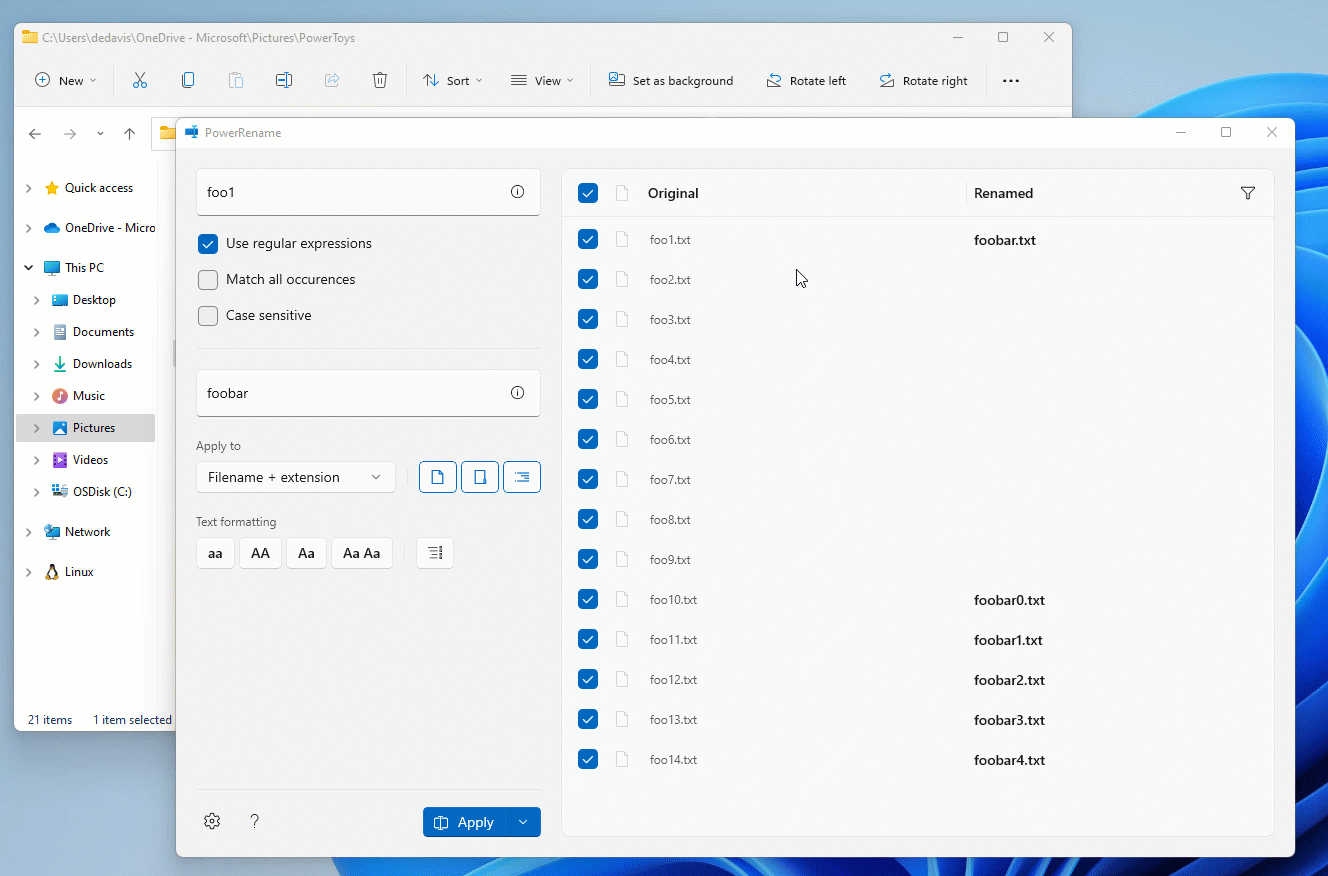 C:\Users\dedavis\OneDrive - Microsoft\Pictures\PowerToys
New Sort View Set as background Rotate left Rotate right
PowerRename
Quick access
OneDrive - Micro
This PC
Desktop
Documents
Downloads
Music
Pictures
Videos
OSDisk (C:)
Network
Linux
21 items 1 item selected
foo1
Use regular expressions
Match all occurences
Case sensitive
foobar
Apply to
Filename + extension
Text formatting
aa AA Aa Aa Aa
?
Apply
Original Renamed
foo1.txt foobar.txt
foo2.txt
foo3.txt
foo4.txt
foo5.txt
foo6.txt
foo7.txt
foo8.txt
foo9.txt
foo10.txt foobar0.txt
foo11.txt foobar1.txt
foo12.txt foobar2.txt
foo13.txt foobar3.txt
foo14.txt foobar4.txt